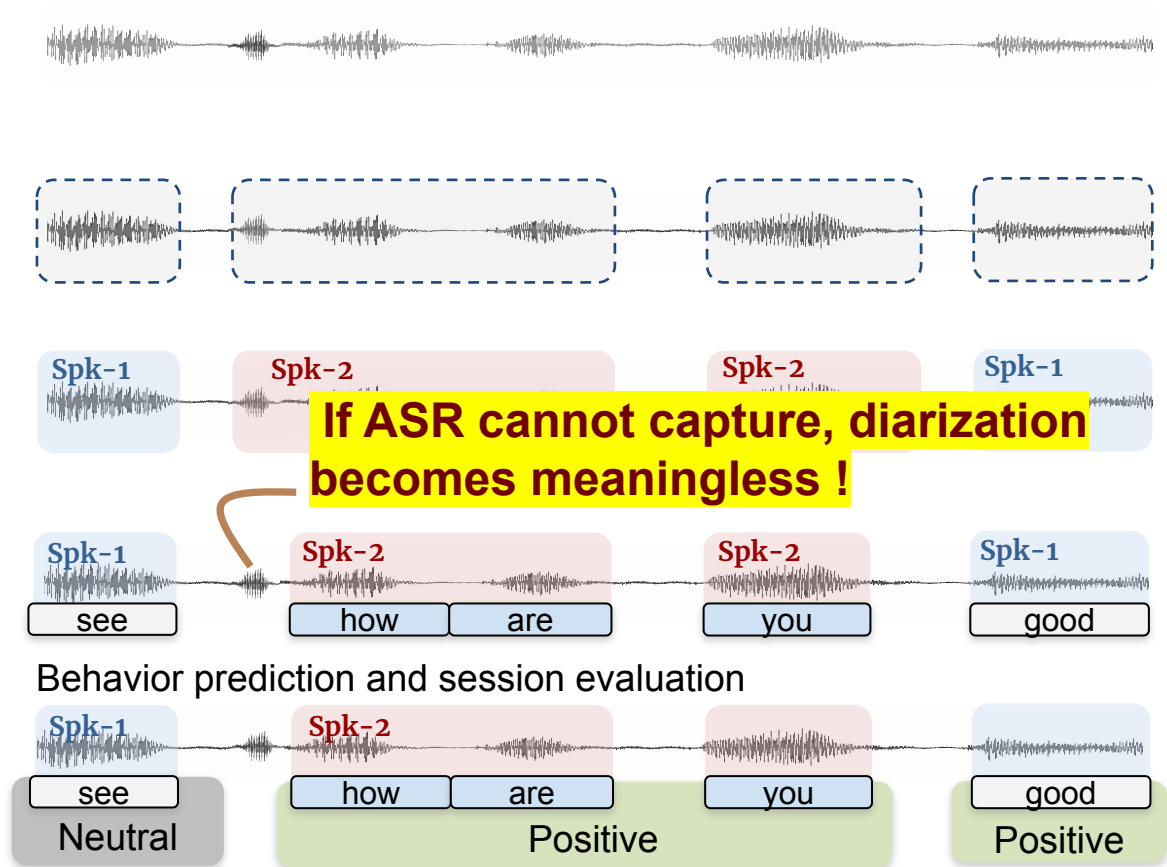 Spk-1 Spk-2 Spk-2 Spk-1
If ASR cannot capture, diarization
becomes meaningless !
Spk-1 Spk-2 Spk-2 Spk-1
see how are you good
Behavior prediction and session evaluation
Spk-1 Spk-2
see how are you good
Neutral Positive Positive